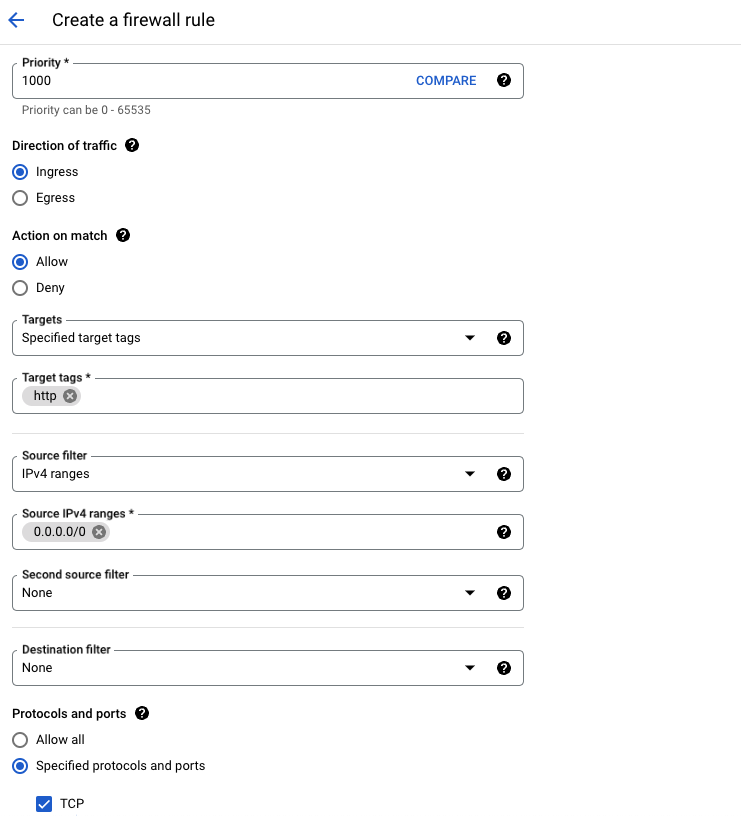 Create a firewall rule
Priority *
1000 COMPARE
Priority can be 0 - 65535
Direction of traffic
Ingress
Egress
Action on match
Allow
Deny
Targets
Specified target tags
Target tags *
http
Source filter
IPv4 ranges
Source IPv4 ranges *
0.0.0.0/0
Second source filter
None
Destination filter
None
Protocols and ports
Allow all
Specified protocols and ports
TCP